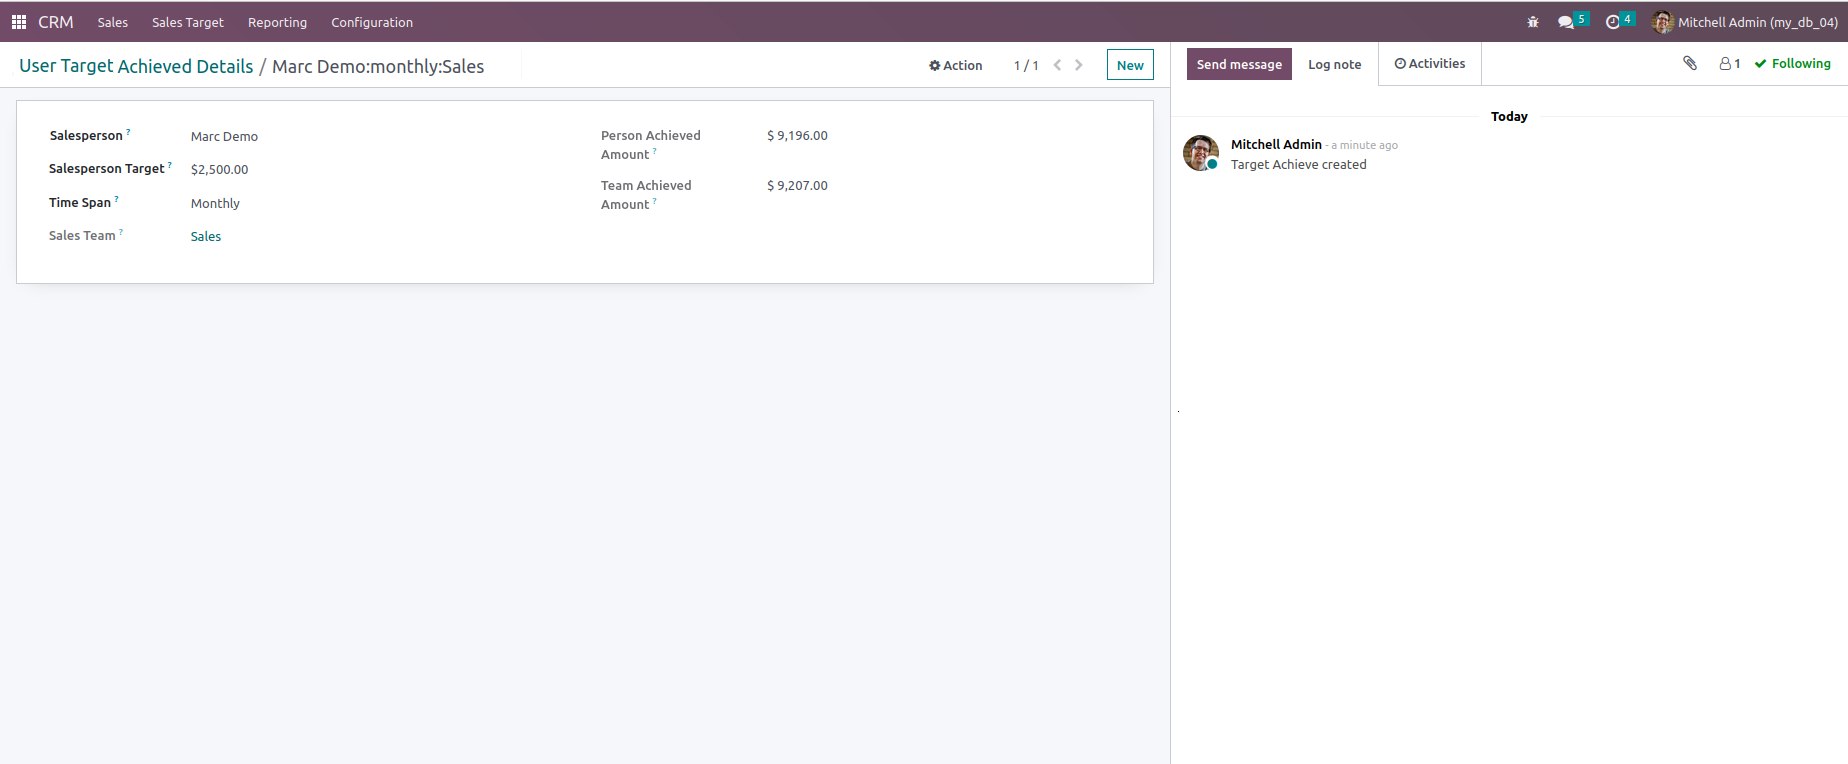 CRM Sales Sales Target Reporting Configuration 5 4 Mitchell Admin (my_db_04)
User Target Achieved Details / Marc Demo:monthly:Sales Action 1 / 1 New
Send message Log note Activities 1 Following
Salesperson ? Marc Demo
Salesperson Target ? $2,500.00
Time Span ? Monthly
Sales Team ? Sales
Person Achieved
Amount ? $ 9,196.00
Team Achieved
Amount ? $ 9,207.00
Today
Mitchell Admin - a minute ago
Target Achieve created